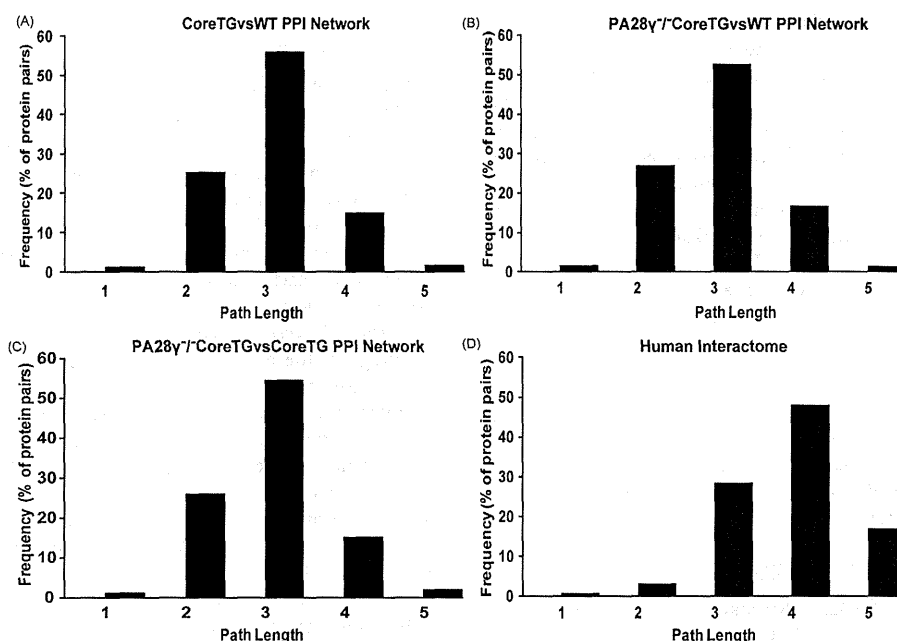 (A)
CoreTGvsWT PPI Network
Frequency (% of protein pairs)
60
50
40
30
20
10
0
1 2 3 4 5
Path Length
(B)
PA28γ⁻/⁻CoreTGvsWT PPI Network
Frequency (% of protein pairs)
60
50
40
30
20
10
0
1 2 3 4 5
Path Length
(C)
PA28γ⁻/⁻CoreTGvsCoreTG PPI Network
Frequency (% of protein pairs)
60
50
40
30
20
10
0
1 2 3 4 5
Path Length
(D)
Human Interactome
Frequency (% of protein pairs)
60
50
40
30
20
10
0
1 2 3 4 5
Path Length